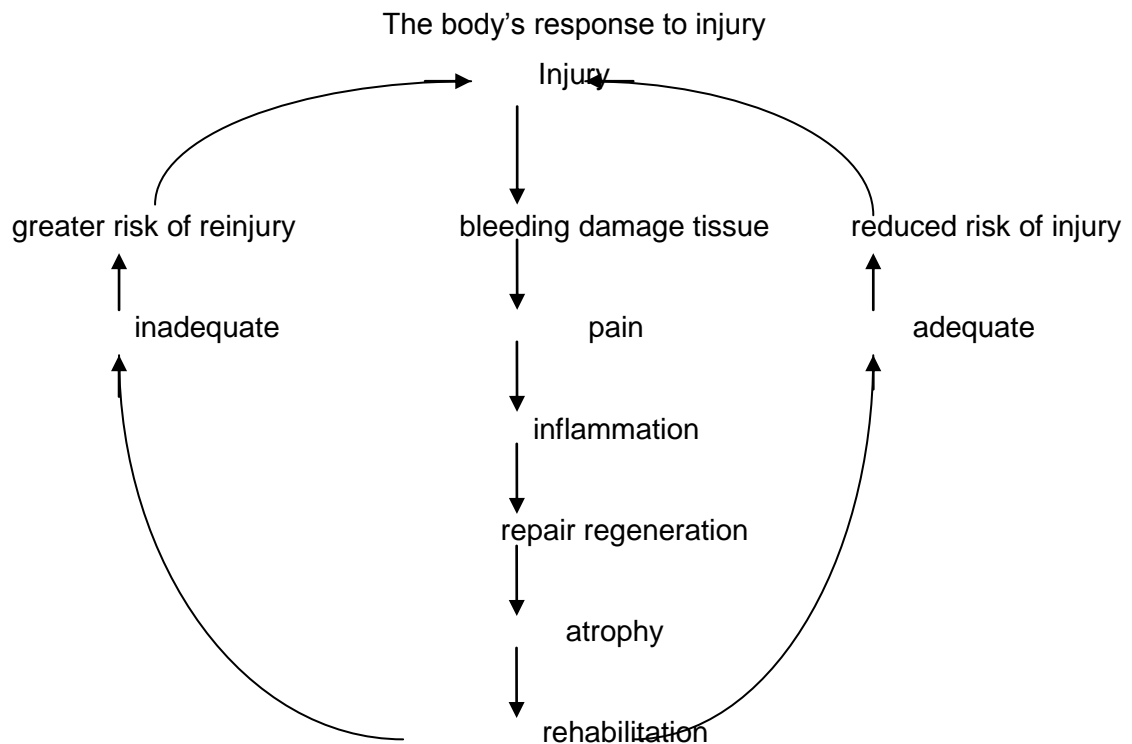 The body’s response to injury
Injury
greater risk of reinjury
bleeding damage tissue
reduced risk of injury
inadequate
pain
adequate
inflammation
repair regeneration
atrophy
rehabilitation